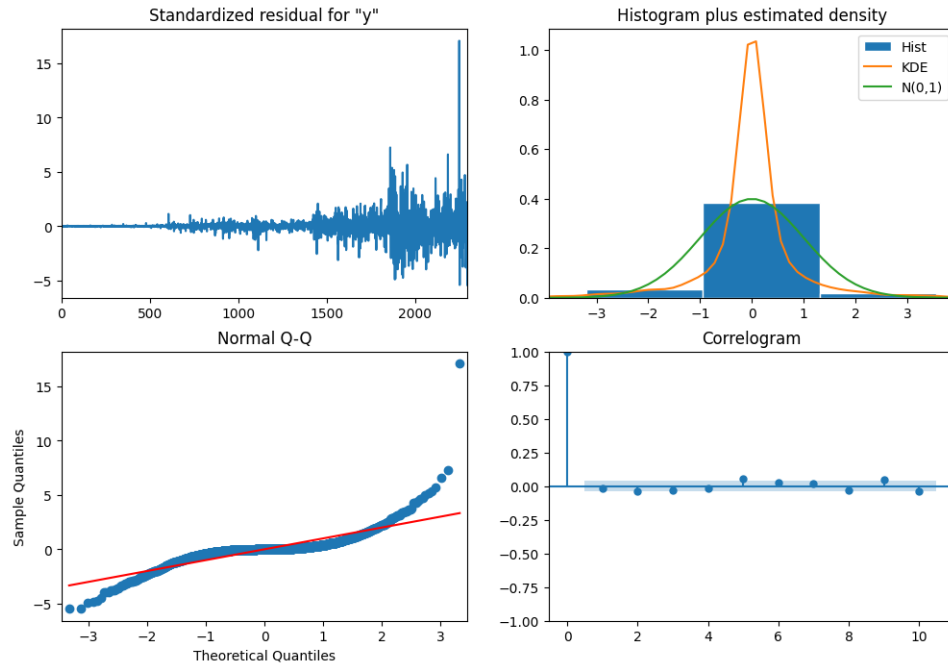 Standardized residual for "y"
15
10
5
0
−5
0 500 1000 1500 2000
Histogram plus estimated density
Hist
KDE
N(0,1)
1.0
0.8
0.6
0.4
0.2
0.0
−3 −2 −1 0 1 2 3
Normal Q-Q
Sample Quantiles
15
10
5
0
−5
−3 −2 −1 0 1 2 3
Theoretical Quantiles
Correlogram
1.00
0.75
0.50
0.25
0.00
−0.25
−0.50
−0.75
−1.00
0 2 4 6 8 10